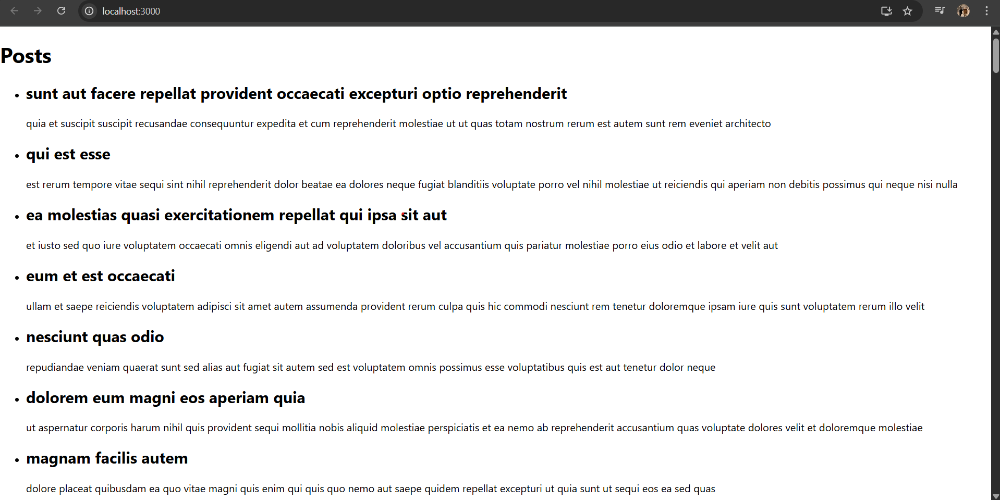 localhost:3000
Posts
sunt aut facere repellat provident occaecati excepturi optio reprehenderit
quia et suscipit suscipit recusandae consequuntur expedita et cum reprehenderit molestiae ut ut quas totam nostrum rerum est autem sunt rem eveniet architecto
qui est esse
est rerum tempore vitae sequi sint nihil reprehenderit dolor beatae ea dolores neque fugiat blanditiis voluptate porro vel nihil molestiae ut reiciendis qui aperiam non debitis possimus qui neque nisi nulla
ea molestias quasi exercitationem repellat qui ipsa sit aut
et iusto sed quo iure voluptatem occaecati omnis eligendi aut ad voluptatem doloribus vel accusantium quis pariatur molestiae porro eius odio et labore et velit aut
eum et est occaecati
ullam et saepe reiciendis voluptatem adipisci sit amet autem assumenda provident rerum culpa quis hic commodi nesciunt rem tenetur doloremque ipsam iure quis sunt voluptatem rerum illo velit
nesciunt quas odio
repudiandae veniam quaerat sunt sed alias aut fugiat sit autem sed est voluptatem omnis possimus esse voluptatibus quis est aut tenetur dolor neque
dolorem eum magni eos aperiam quia
ut aspernatur corporis harum nihil quis provident sequi mollitia nobis aliquid molestiae perspiciatis et ea nemo ab reprehenderit accusantium quas voluptate dolores velit et doloremque molestiae
magnam facilis autem
dolore placeat quibusdam ea quo vitae magni quis enim qui quis quo nemo aut saepe quidem repellat excepturi ut quia sunt ut sequi eos ea sed quas